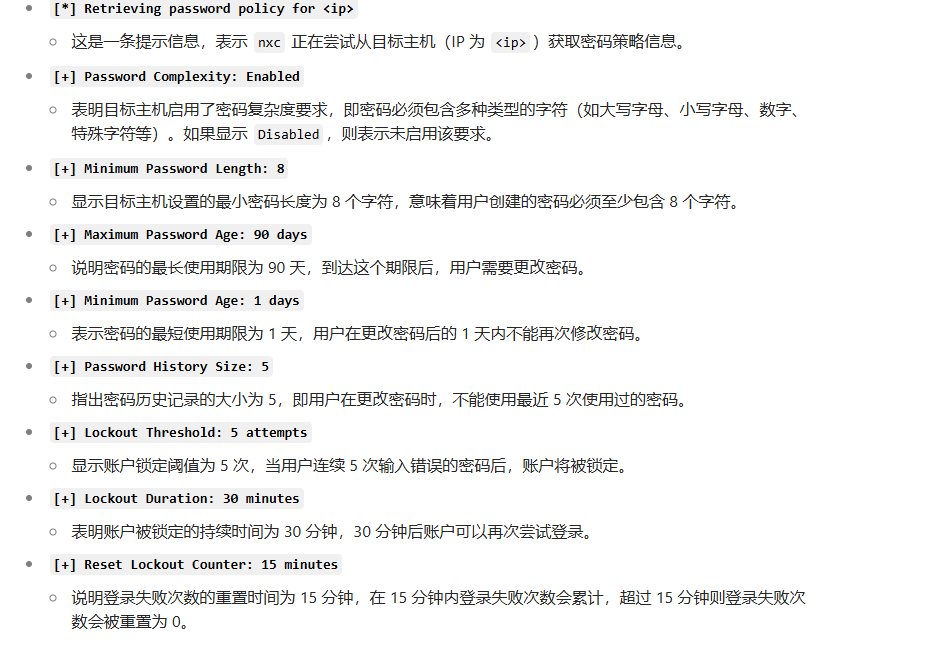 [*] Retrieving password policy for <ip>
这是一条提示信息，表示 nxc 正在尝试从目标主机（IP 为 <ip> ）获取密码策略信息。
[+] Password Complexity: Enabled
表明目标主机启用了密码复杂度要求，即密码必须包含多种类型的字符（如大写字母、小写字母、数字、
特殊字符等）。如果显示 Disabled ，则表示未启用该要求。
[+] Minimum Password Length: 8
显示目标主机设置的最小密码长度为 8 个字符，意味着用户创建的密码必须至少包含 8 个字符。
[+] Maximum Password Age: 90 days
说明密码的最长使用期限为 90 天，到达这个期限后，用户需要更改密码。
[+] Minimum Password Age: 1 days
表示密码的最短使用期限为 1 天，用户在更改密码后的 1 天内不能再次修改密码。
[+] Password History Size: 5
指出密码历史记录的大小为 5，即用户在更改密码时，不能使用最近 5 次使用过的密码。
[+] Lockout Threshold: 5 attempts
显示账户锁定阈值为 5 次，当用户连续 5 次输入错误的密码后，账户将被锁定。
[+] Lockout Duration: 30 minutes
表明账户被锁定的持续时间为 30 分钟，30 分钟后账户可以再次尝试登录。
[+] Reset Lockout Counter: 15 minutes
说明登录失败次数的重置时间为 15 分钟，在 15 分钟内登录失败次数会累计，超过 15 分钟则登录失败次
数会被重置为 0。